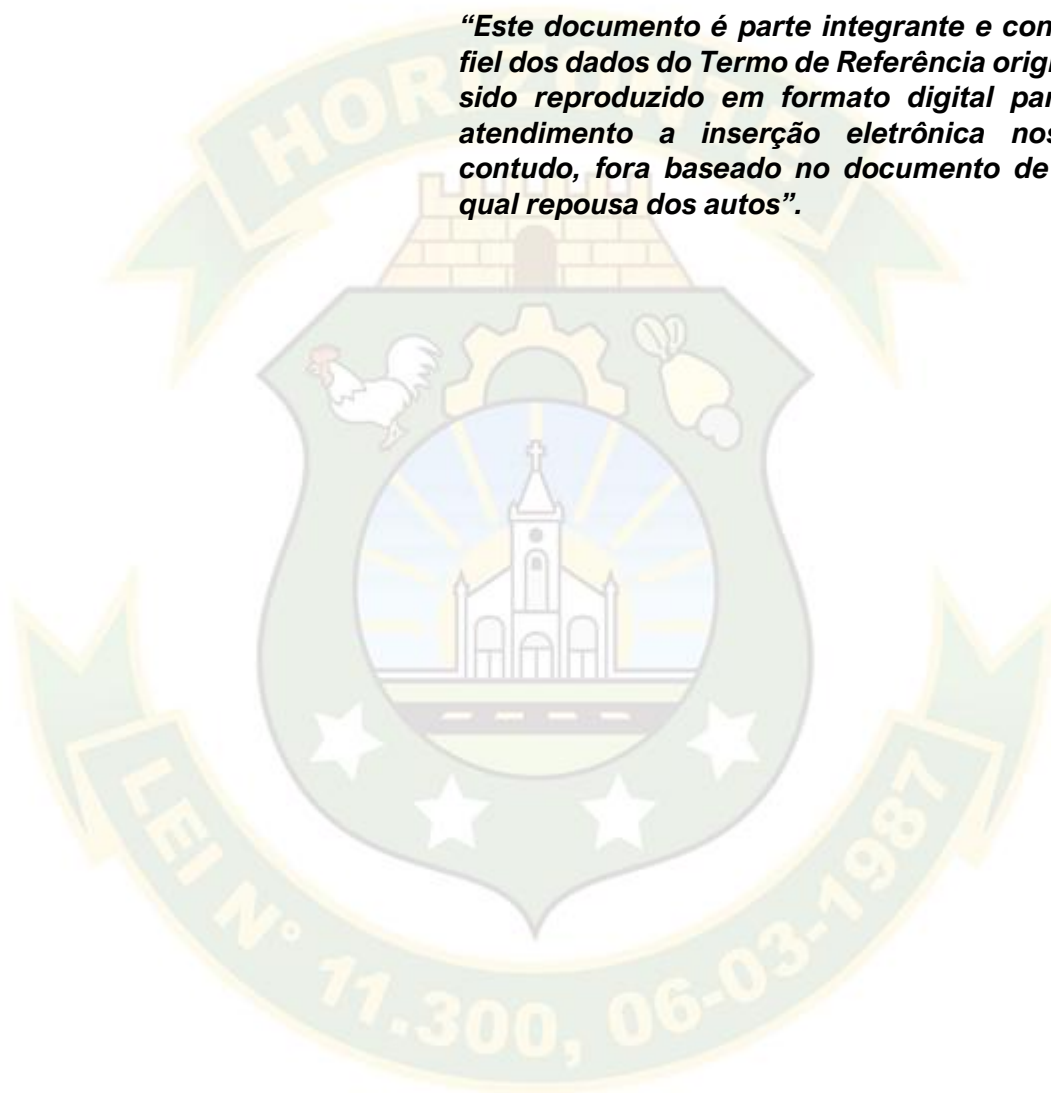 “Este documento é parte integrante e con
fiel dos dados do Termo de Referência origi
sido reproduzido em formato digital par
atendimento a inserção eletrônica nos
contudo, fora baseado no documento de
qual repousa dos autos”.
HORIZONTE
LEI N° 11.300, 06-03-1987